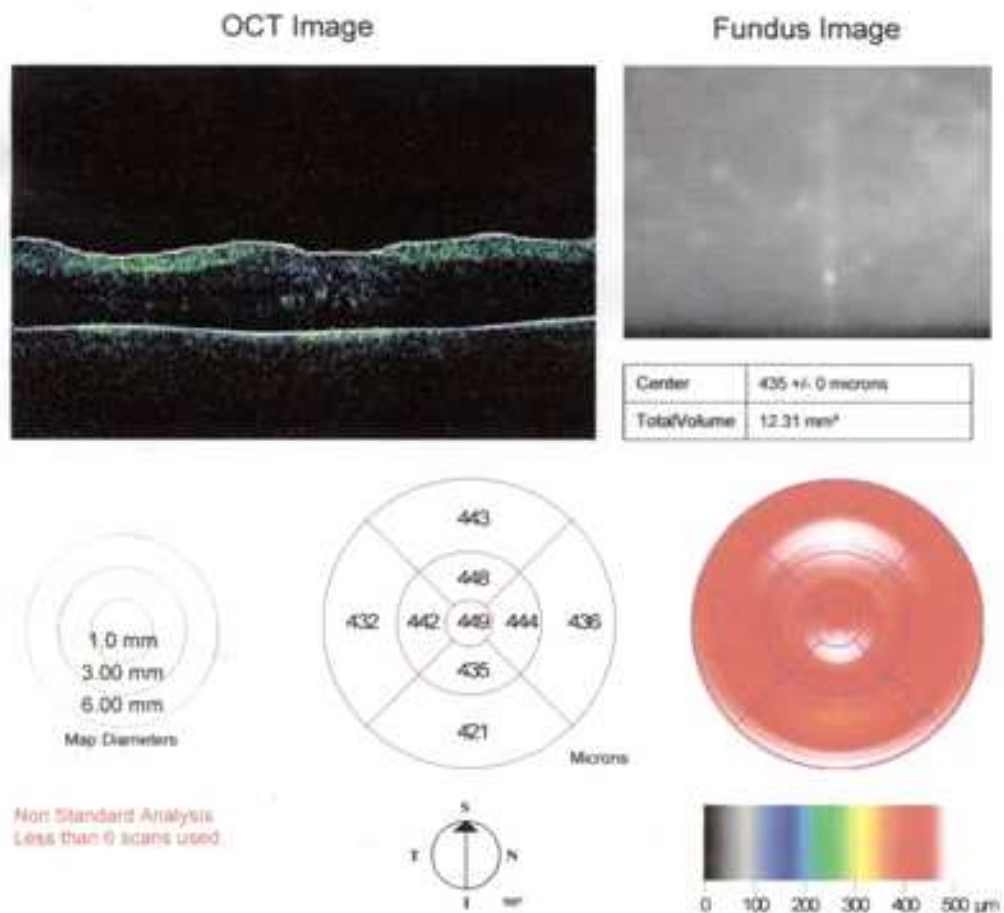 OCT Image
Fundus Image
Center 435 +/- 0 microns
TotalVolume 12.31 mm³
443
448
432 442 449 444 436
435
421
Microns
1.0 mm
3.00 mm
6.00 mm
Map Diameters
Non Standard Analysis
Less than 6 scans used.
S
T N
I
90°
0 100 200 300 400 500 µm